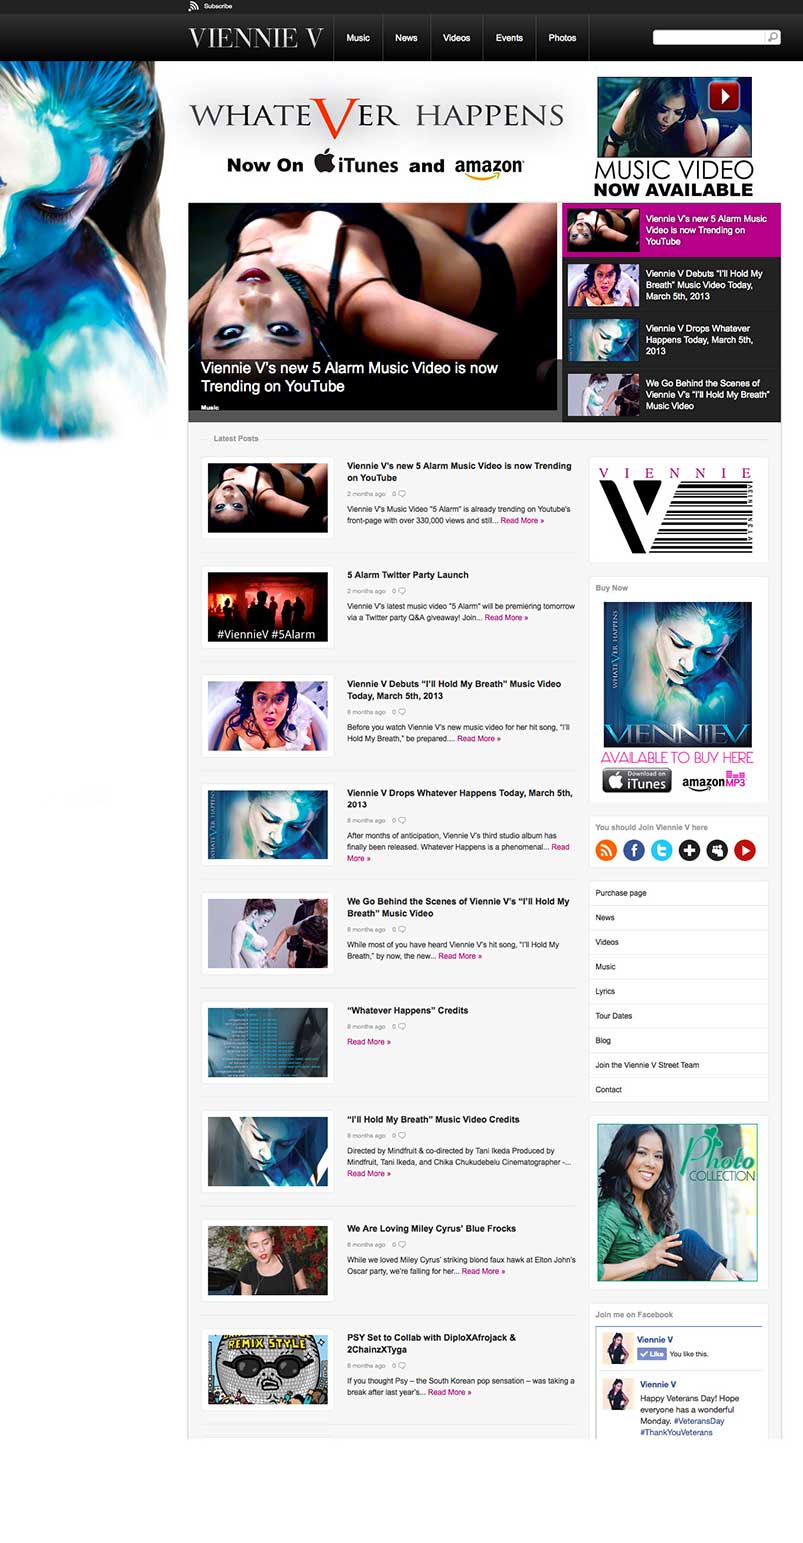 Subscribe
VIENNIE V
Music
News
Videos
Events
Photos
WHATEVER HAPPENS
Now On iTunes and amazon
MUSIC VIDEO
NOW AVAILABLE
Viennie V's new 5 Alarm Music Video is now
Trending on YouTube
Music
Viennie V's new 5 Alarm Music
Video is now Trending on
YouTube
Viennie V Debuts “I'll Hold My
Breath” Music Video Today,
March 5th, 2013
Viennie V Drops Whatever
Happens Today, March 5th,
2013
We Go Behind the Scenes of
Viennie V's “I'll Hold My Breath”
Music Video
Latest Posts
Viennie V's new 5 Alarm Music Video is now Trending
on YouTube
2 months ago 0
Viennie V's Music Video "5 Alarm" is already trending on Youtube's
front-page with over 330,000 views and still... Read More »
#ViennieV #5Alarm
5 Alarm Twitter Party Launch
2 months ago 0
Viennie V's latest music video "5 Alarm" will be premiering tomorrow
via a Twitter party Q&A giveaway! Join... Read More »
Viennie V Debuts “I'll Hold My Breath” Music Video
Today, March 5th, 2013
8 months ago 0
Before you watch Viennie V's new music video for her hit song, “I'll
Hold My Breath,” be prepared.... Read More »
WHATEVER HAPPENS
Viennie V Drops Whatever Happens Today, March 5th,
2013
8 months ago 0
After months of anticipation, Viennie V's third studio album has
finally been released. Whatever Happens is a phenomenal... Read
More »
We Go Behind the Scenes of Viennie V's “I'll Hold My
Breath” Music Video
8 months ago 0
While most of you have heard Viennie V's hit song, “I'll Hold My
Breath,” by now, the new... Read More »
“Whatever Happens” Credits
8 months ago 0
Read More »
“I'll Hold My Breath” Music Video Credits
8 months ago 0
Directed by Mindfruit & co-directed by Tani Ikeda Produced by
Mindfruit, Tani Ikeda, and Chika Chukudebelu Cinematographer -...
Read More »
We Are Loving Miley Cyrus' Blue Frocks
8 months ago 0
While we loved Miley Cyrus' striking blond faux hawk at Elton John's
Oscar party, we're falling for her... Read More »
REMIX STYLE
PSY Set to Collab with DiploXAfrojack &
2ChainzXTyga
8 months ago 0
If you thought Psy – the South Korean pop sensation – was taking a
break after last year's... Read More »
VIENNIE
V
VIENNIE V
Buy Now
WHATEVER HAPPENS
VIENNIE V
AVAILABLE TO BUY HERE
Download on
iTunes
amazon MP3
You should Join Viennie V here
Purchase page
News
Videos
Music
Lyrics
Tour Dates
Blog
Join the Viennie V Street Team
Contact
Photo
COLLECTION
Join me on Facebook
Viennie V
Like You like this.
Viennie V
Happy Veterans Day! Hope
everyone has a wonderful
Monday. #VeteransDay
#ThankYouVeterans